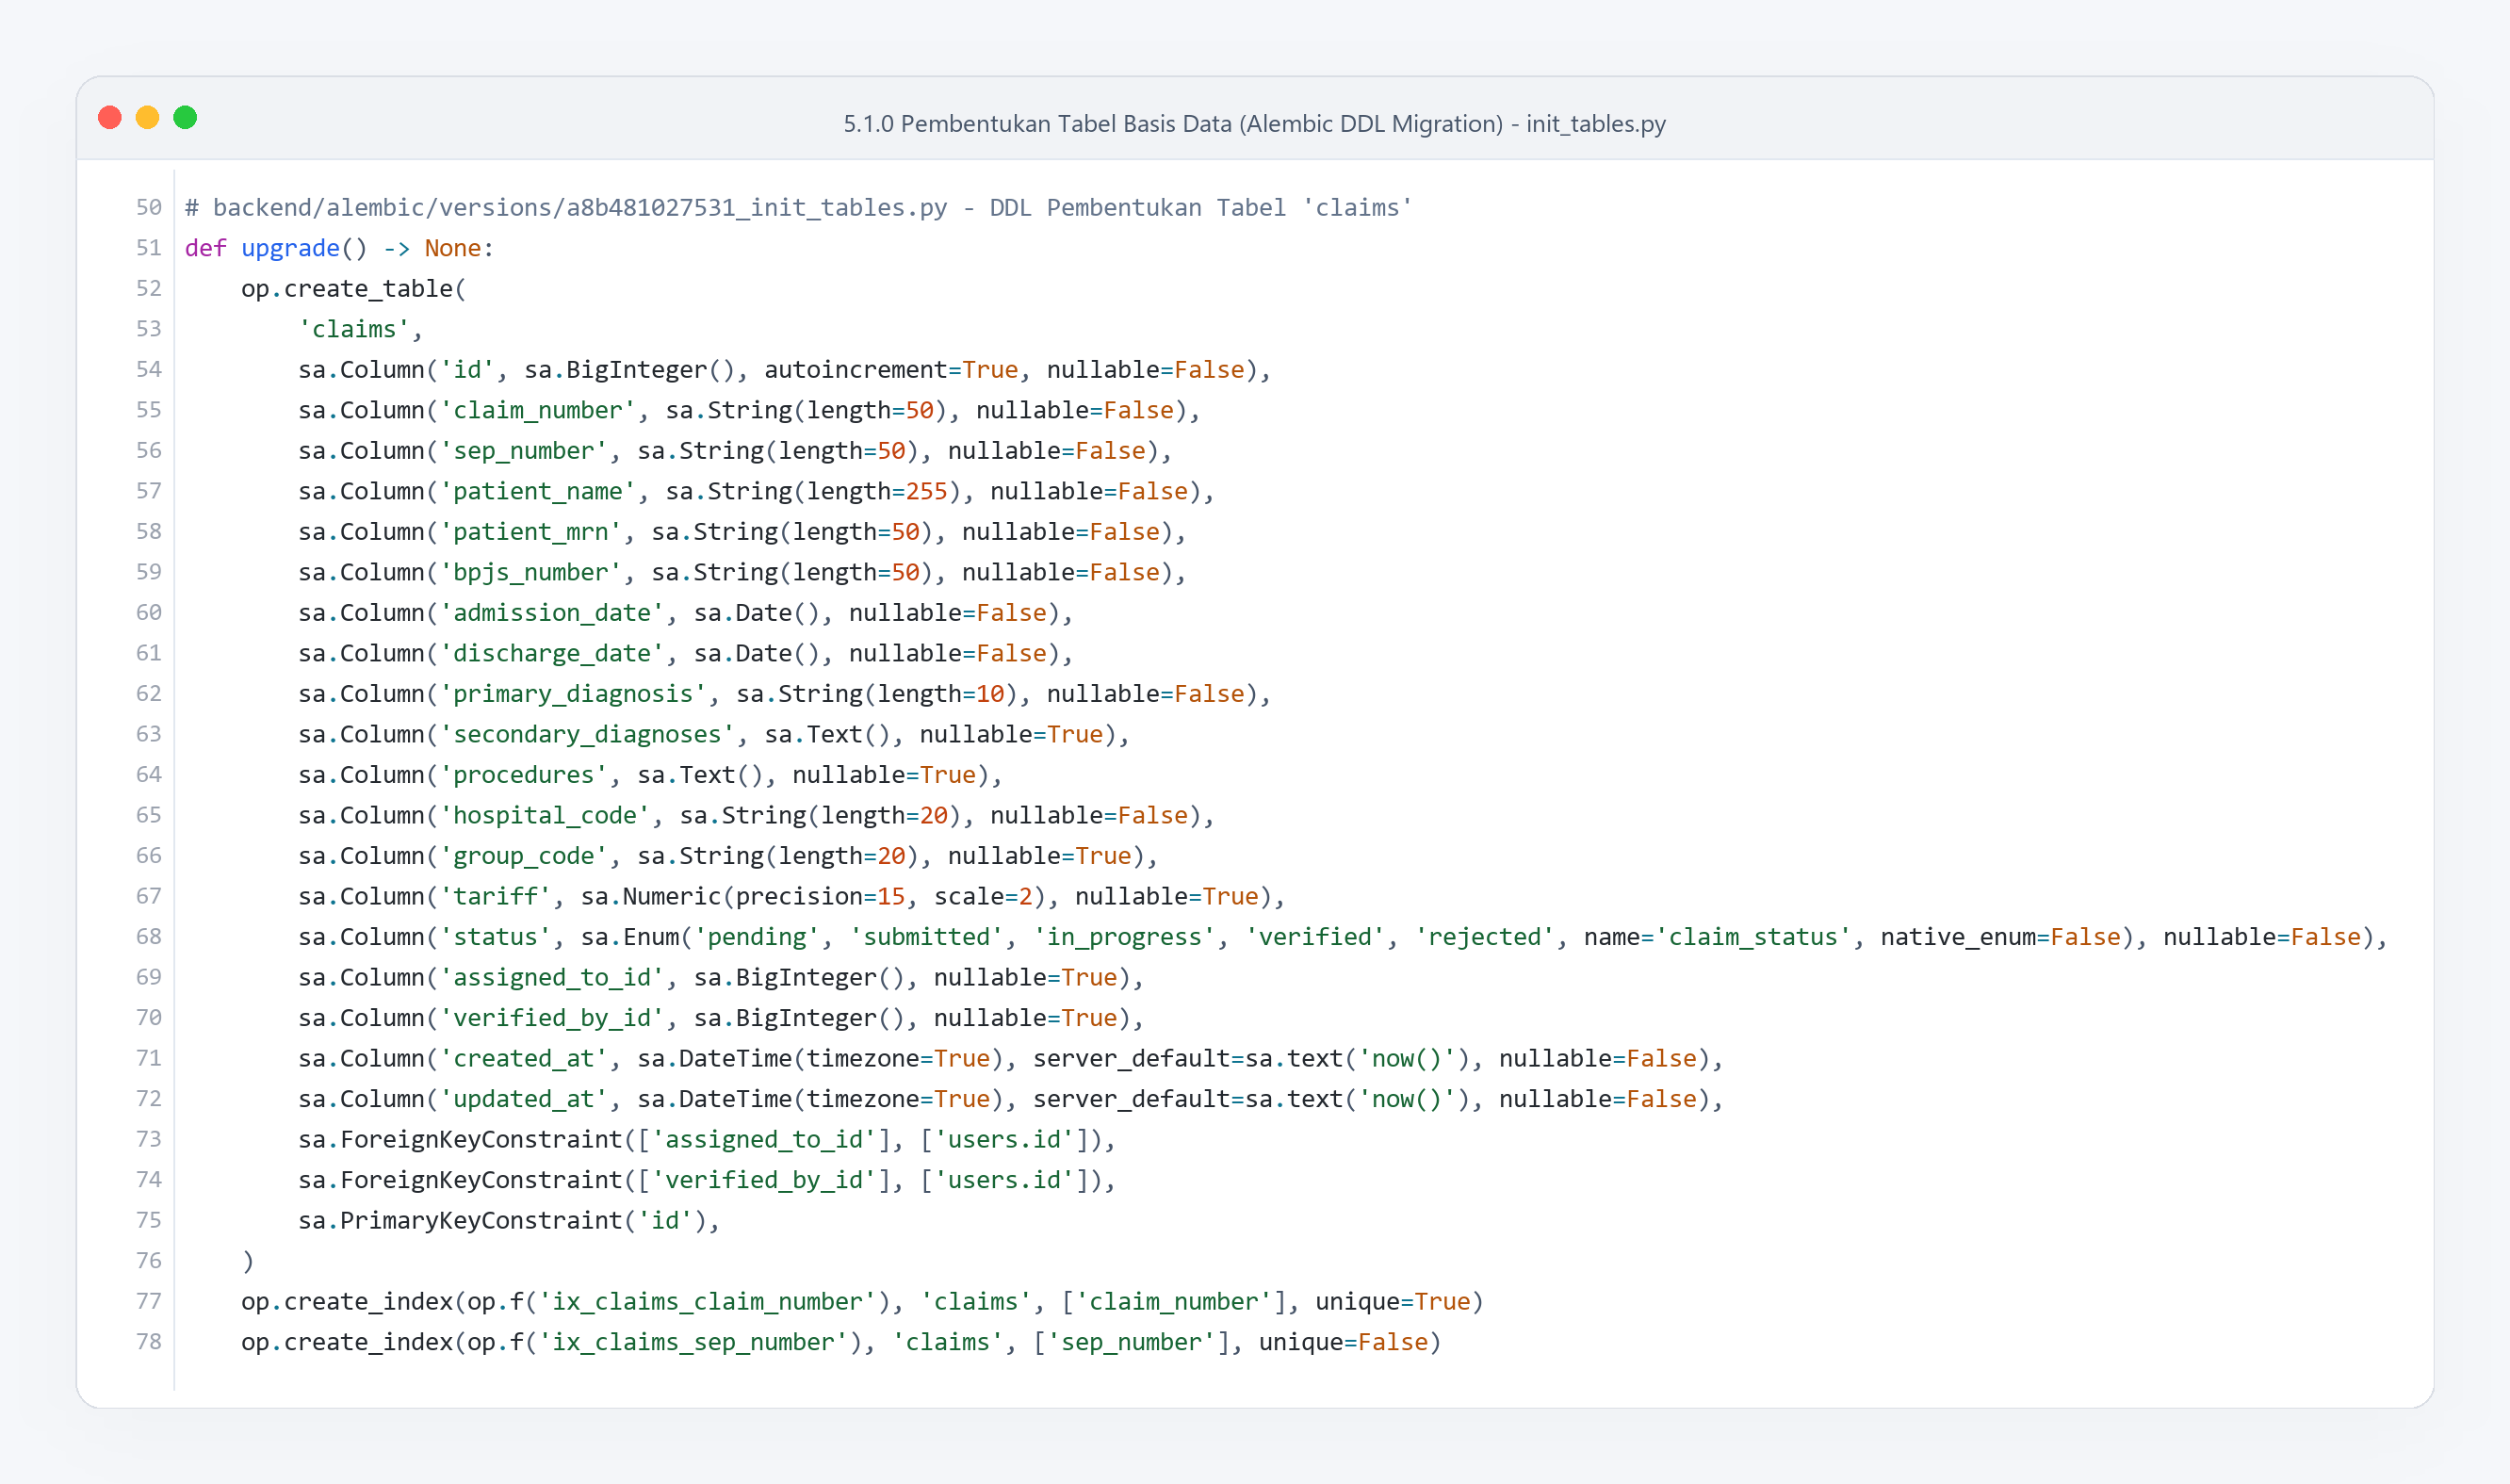 5.1.0 Pembentukan Tabel Basis Data (Alembic DDL Migration) - init_tables.py
50 # backend/alembic/versions/a8b481027531_init_tables.py - DDL Pembentukan Tabel 'claims'
51 def upgrade() -> None:
52     op.create_table(
53         'claims',
54         sa.Column('id', sa.BigInteger(), autoincrement=True, nullable=False),
55         sa.Column('claim_number', sa.String(length=50), nullable=False),
56         sa.Column('sep_number', sa.String(length=50), nullable=False),
57         sa.Column('patient_name', sa.String(length=255), nullable=False),
58         sa.Column('patient_mrn', sa.String(length=50), nullable=False),
59         sa.Column('bpjs_number', sa.String(length=50), nullable=False),
60         sa.Column('admission_date', sa.Date(), nullable=False),
61         sa.Column('discharge_date', sa.Date(), nullable=False),
62         sa.Column('primary_diagnosis', sa.String(length=10), nullable=False),
63         sa.Column('secondary_diagnoses', sa.Text(), nullable=True),
64         sa.Column('procedures', sa.Text(), nullable=True),
65         sa.Column('hospital_code', sa.String(length=20), nullable=False),
66         sa.Column('group_code', sa.String(length=20), nullable=True),
67         sa.Column('tariff', sa.Numeric(precision=15, scale=2), nullable=True),
68         sa.Column('status', sa.Enum('pending', 'submitted', 'in_progress', 'verified', 'rejected', name='claim_status', native_enum=False), nullable=False),
69         sa.Column('assigned_to_id', sa.BigInteger(), nullable=True),
70         sa.Column('verified_by_id', sa.BigInteger(), nullable=True),
71         sa.Column('created_at', sa.DateTime(timezone=True), server_default=sa.text('now()'), nullable=False),
72         sa.Column('updated_at', sa.DateTime(timezone=True), server_default=sa.text('now()'), nullable=False),
73         sa.ForeignKeyConstraint(['assigned_to_id'], ['users.id']),
74         sa.ForeignKeyConstraint(['verified_by_id'], ['users.id']),
75         sa.PrimaryKeyConstraint('id'),
76     )
77     op.create_index(op.f('ix_claims_claim_number'), 'claims', ['claim_number'], unique=True)
78     op.create_index(op.f('ix_claims_sep_number'), 'claims', ['sep_number'], unique=False)